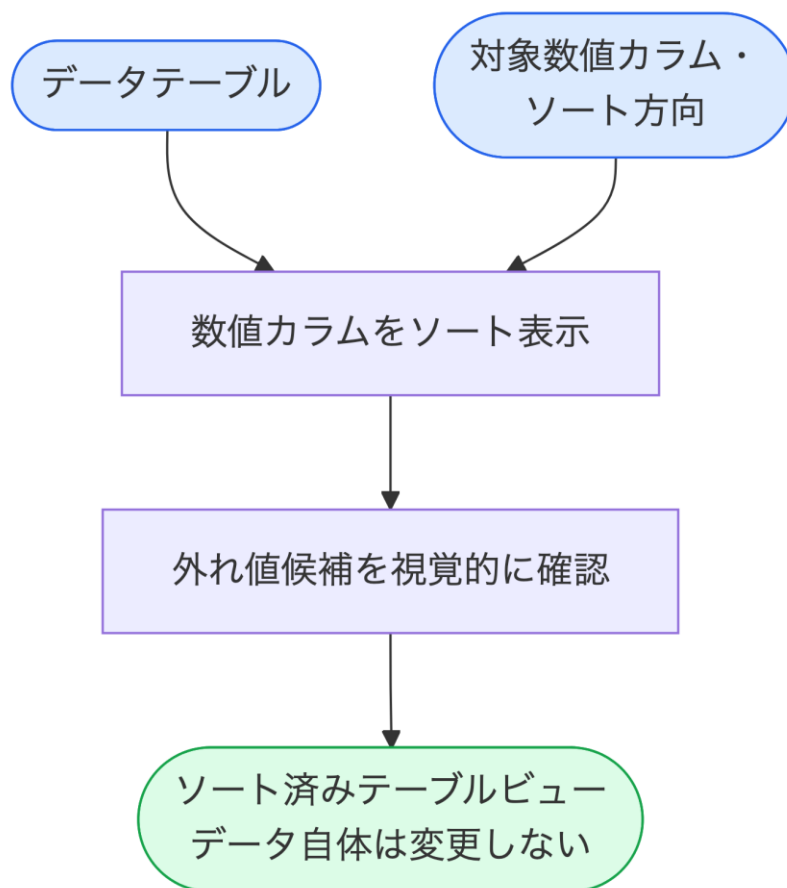 データテーブル
対象数値カラム・
ソート方向
数値カラムをソート表示
外れ値候補を視覚的に確認
ソート済みテーブルビュー
データ自体は変更しない